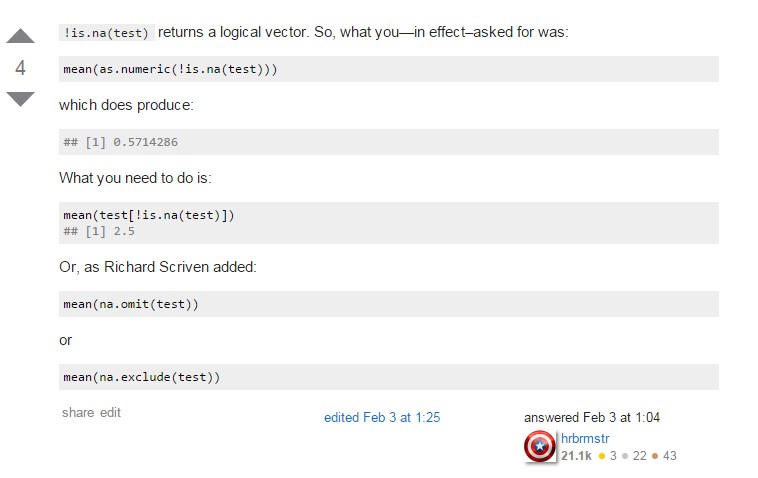 !is.na(test) returns a logical vector. So, what you—in effect–asked for was:
4
mean(as.numeric(!is.na(test)))
which does produce:
## [1] 0.5714286
What you need to do is:
mean(test[!is.na(test)])
## [1] 2.5
Or, as Richard Scriven added:
mean(na.omit(test))
or
mean(na.exclude(test))
share edit
edited Feb 3 at 1:25
answered Feb 3 at 1:04
hrbrmstr
21.1k ● 3 ● 22 ● 43